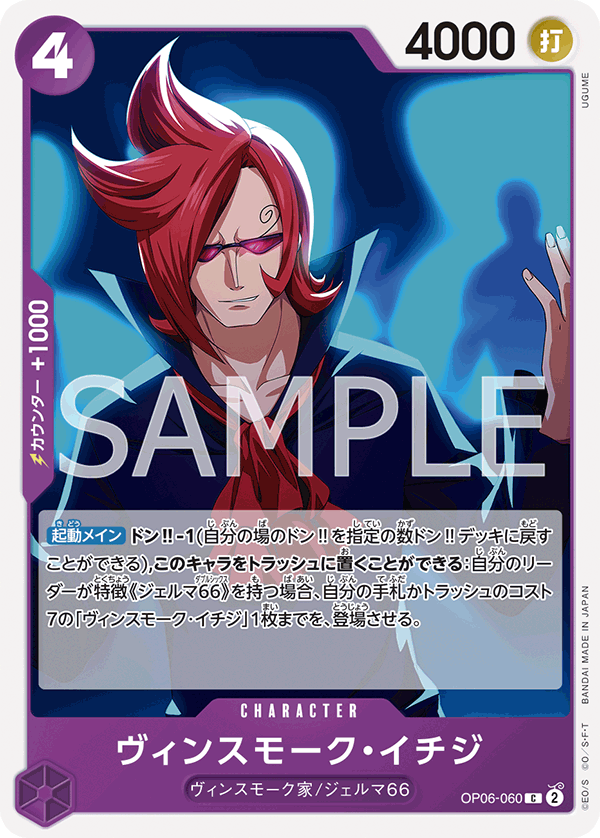 4
4000 打
UGUME
カウンター +1000
SAMPLE
起動メイン ドン!!-1(自分の場のドン!!を指定の数ドン!!デッキに戻す
ことができる),このキャラをトラッシュに置くことができる:自分のリー
ダーが特徴《ジェルマ66》を持つ場合、自分の手札かトラッシュのコスト
7の「ヴィンスモーク・イチジ」1枚までを、登場させる。
CHARACTER
ヴィンスモーク・イチジ
ヴィンスモーク家/ジェルマ66
OP06-060 C 2
©E.O/S ©O/S・F・T BANDAI MADE IN JAPAN